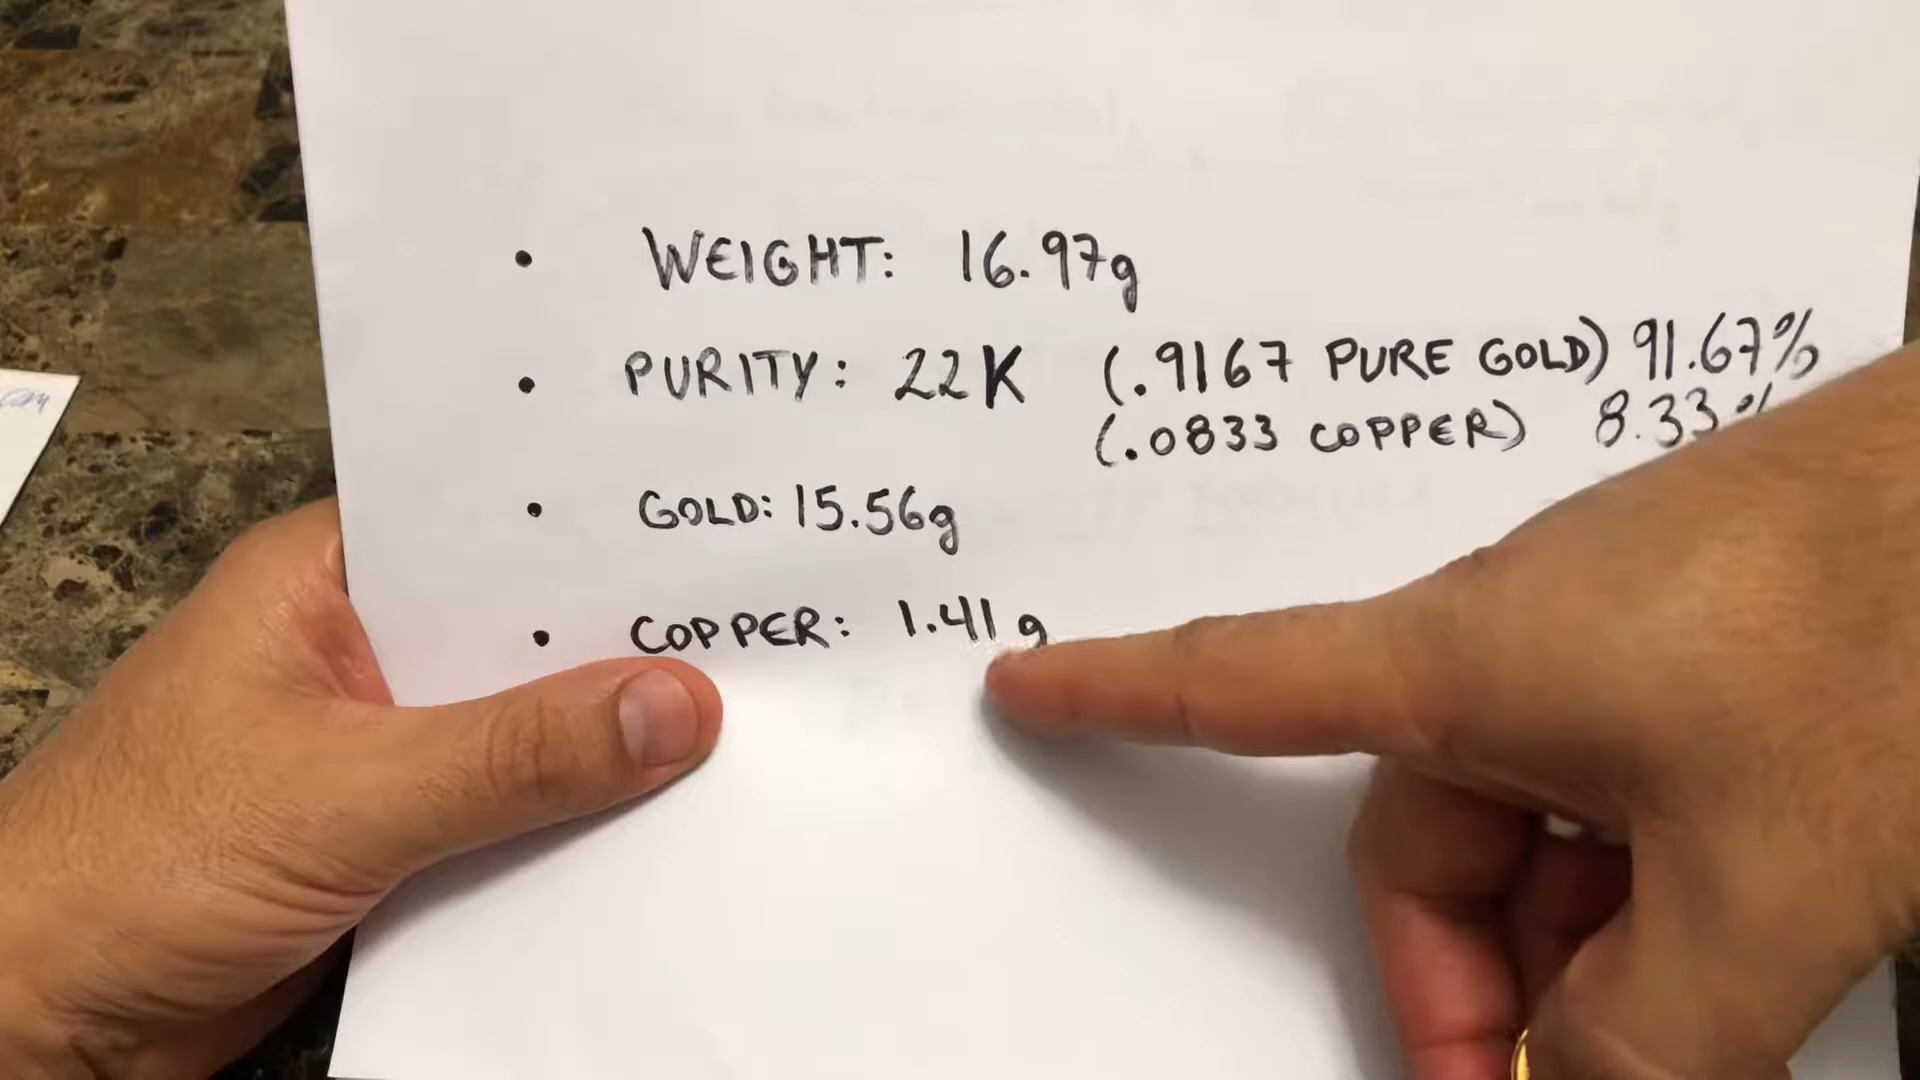 • WEIGHT: 16.97g
• PURITY: 22K (.9167 PURE GOLD) 91.67%
(.0833 COPPER) 8.33%
• GOLD: 15.56g
• COPPER: 1.41g